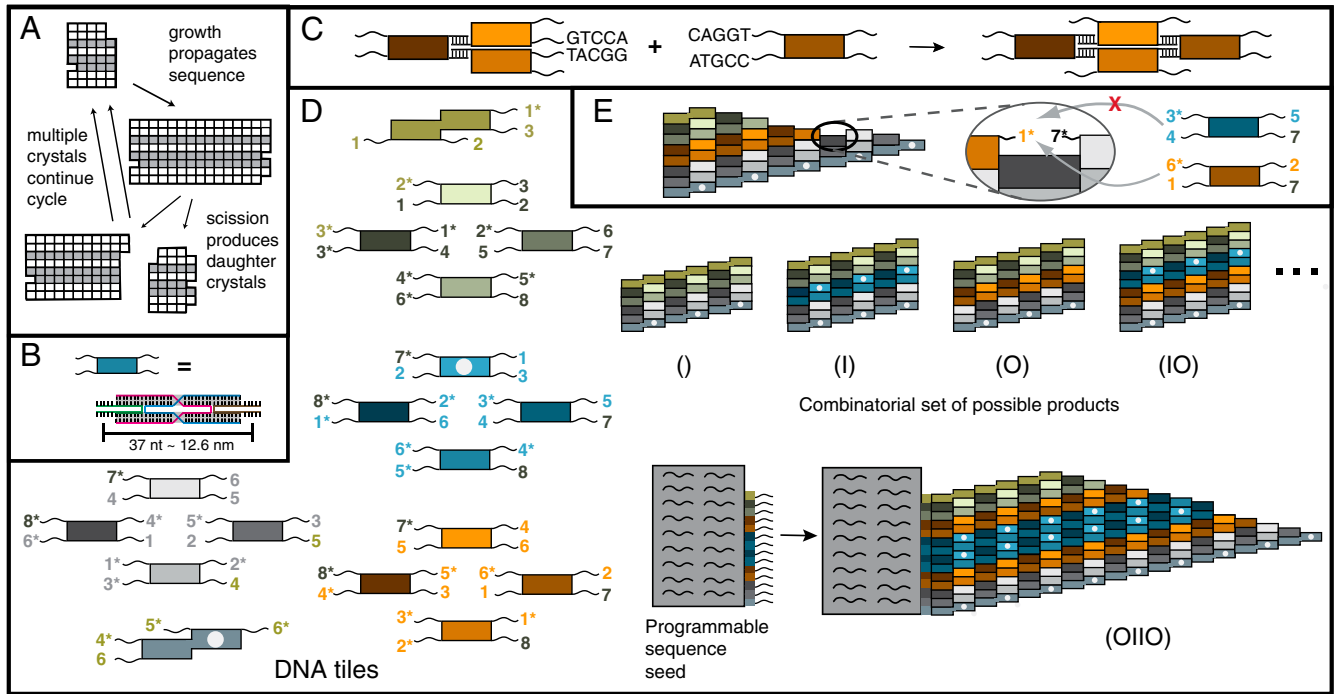 A
growth
propagates
sequence
multiple
crystals
continue
cycle
scission
produces
daughter
crystals
B
=
37 nt ~ 12.6 nm
C
GTCCA
TACGG
+
CAGGT
ATGCC
D
1*
3
1
2
2*
3
1
2
3*
1*
2*
6
3*
4
5
7
4*
5*
6*
8
7*
1
2
3
8*
2*
3*
5
1*
6
4
7
6*
4*
5*
8
7*
4
5
6
8*
5*
6*
2
4*
3
1
7
3*
1*
2*
8
7*
6
4
5
8*
4*
5*
3
6*
1
2
5
1*
2*
3*
4
5*
6*
4*
6
DNA tiles
E
X
1*
7*
3*
5
4
7
6*
2
1
7
()
(I)
(O)
(IO)
Combinatorial set of possible products
Programmable
sequence
seed
(OIIO)